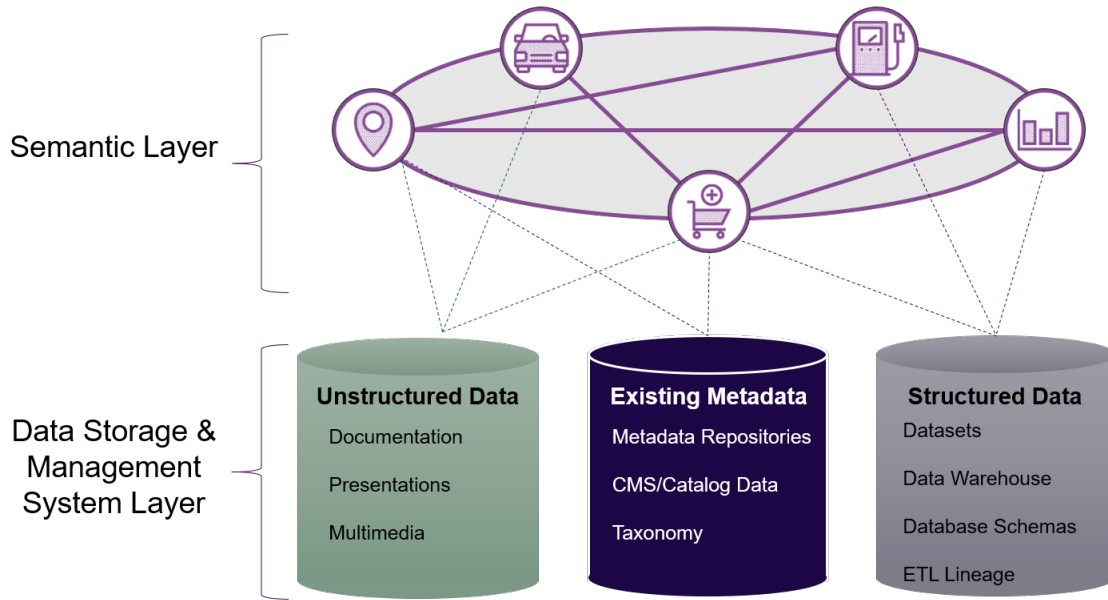 Semantic Layer
Data Storage &
Management
System Layer
Unstructured Data
Documentation
Presentations
Multimedia
Existing Metadata
Metadata Repositories
CMS/Catalog Data
Taxonomy
Structured Data
Datasets
Data Warehouse
Database Schemas
ETL Lineage